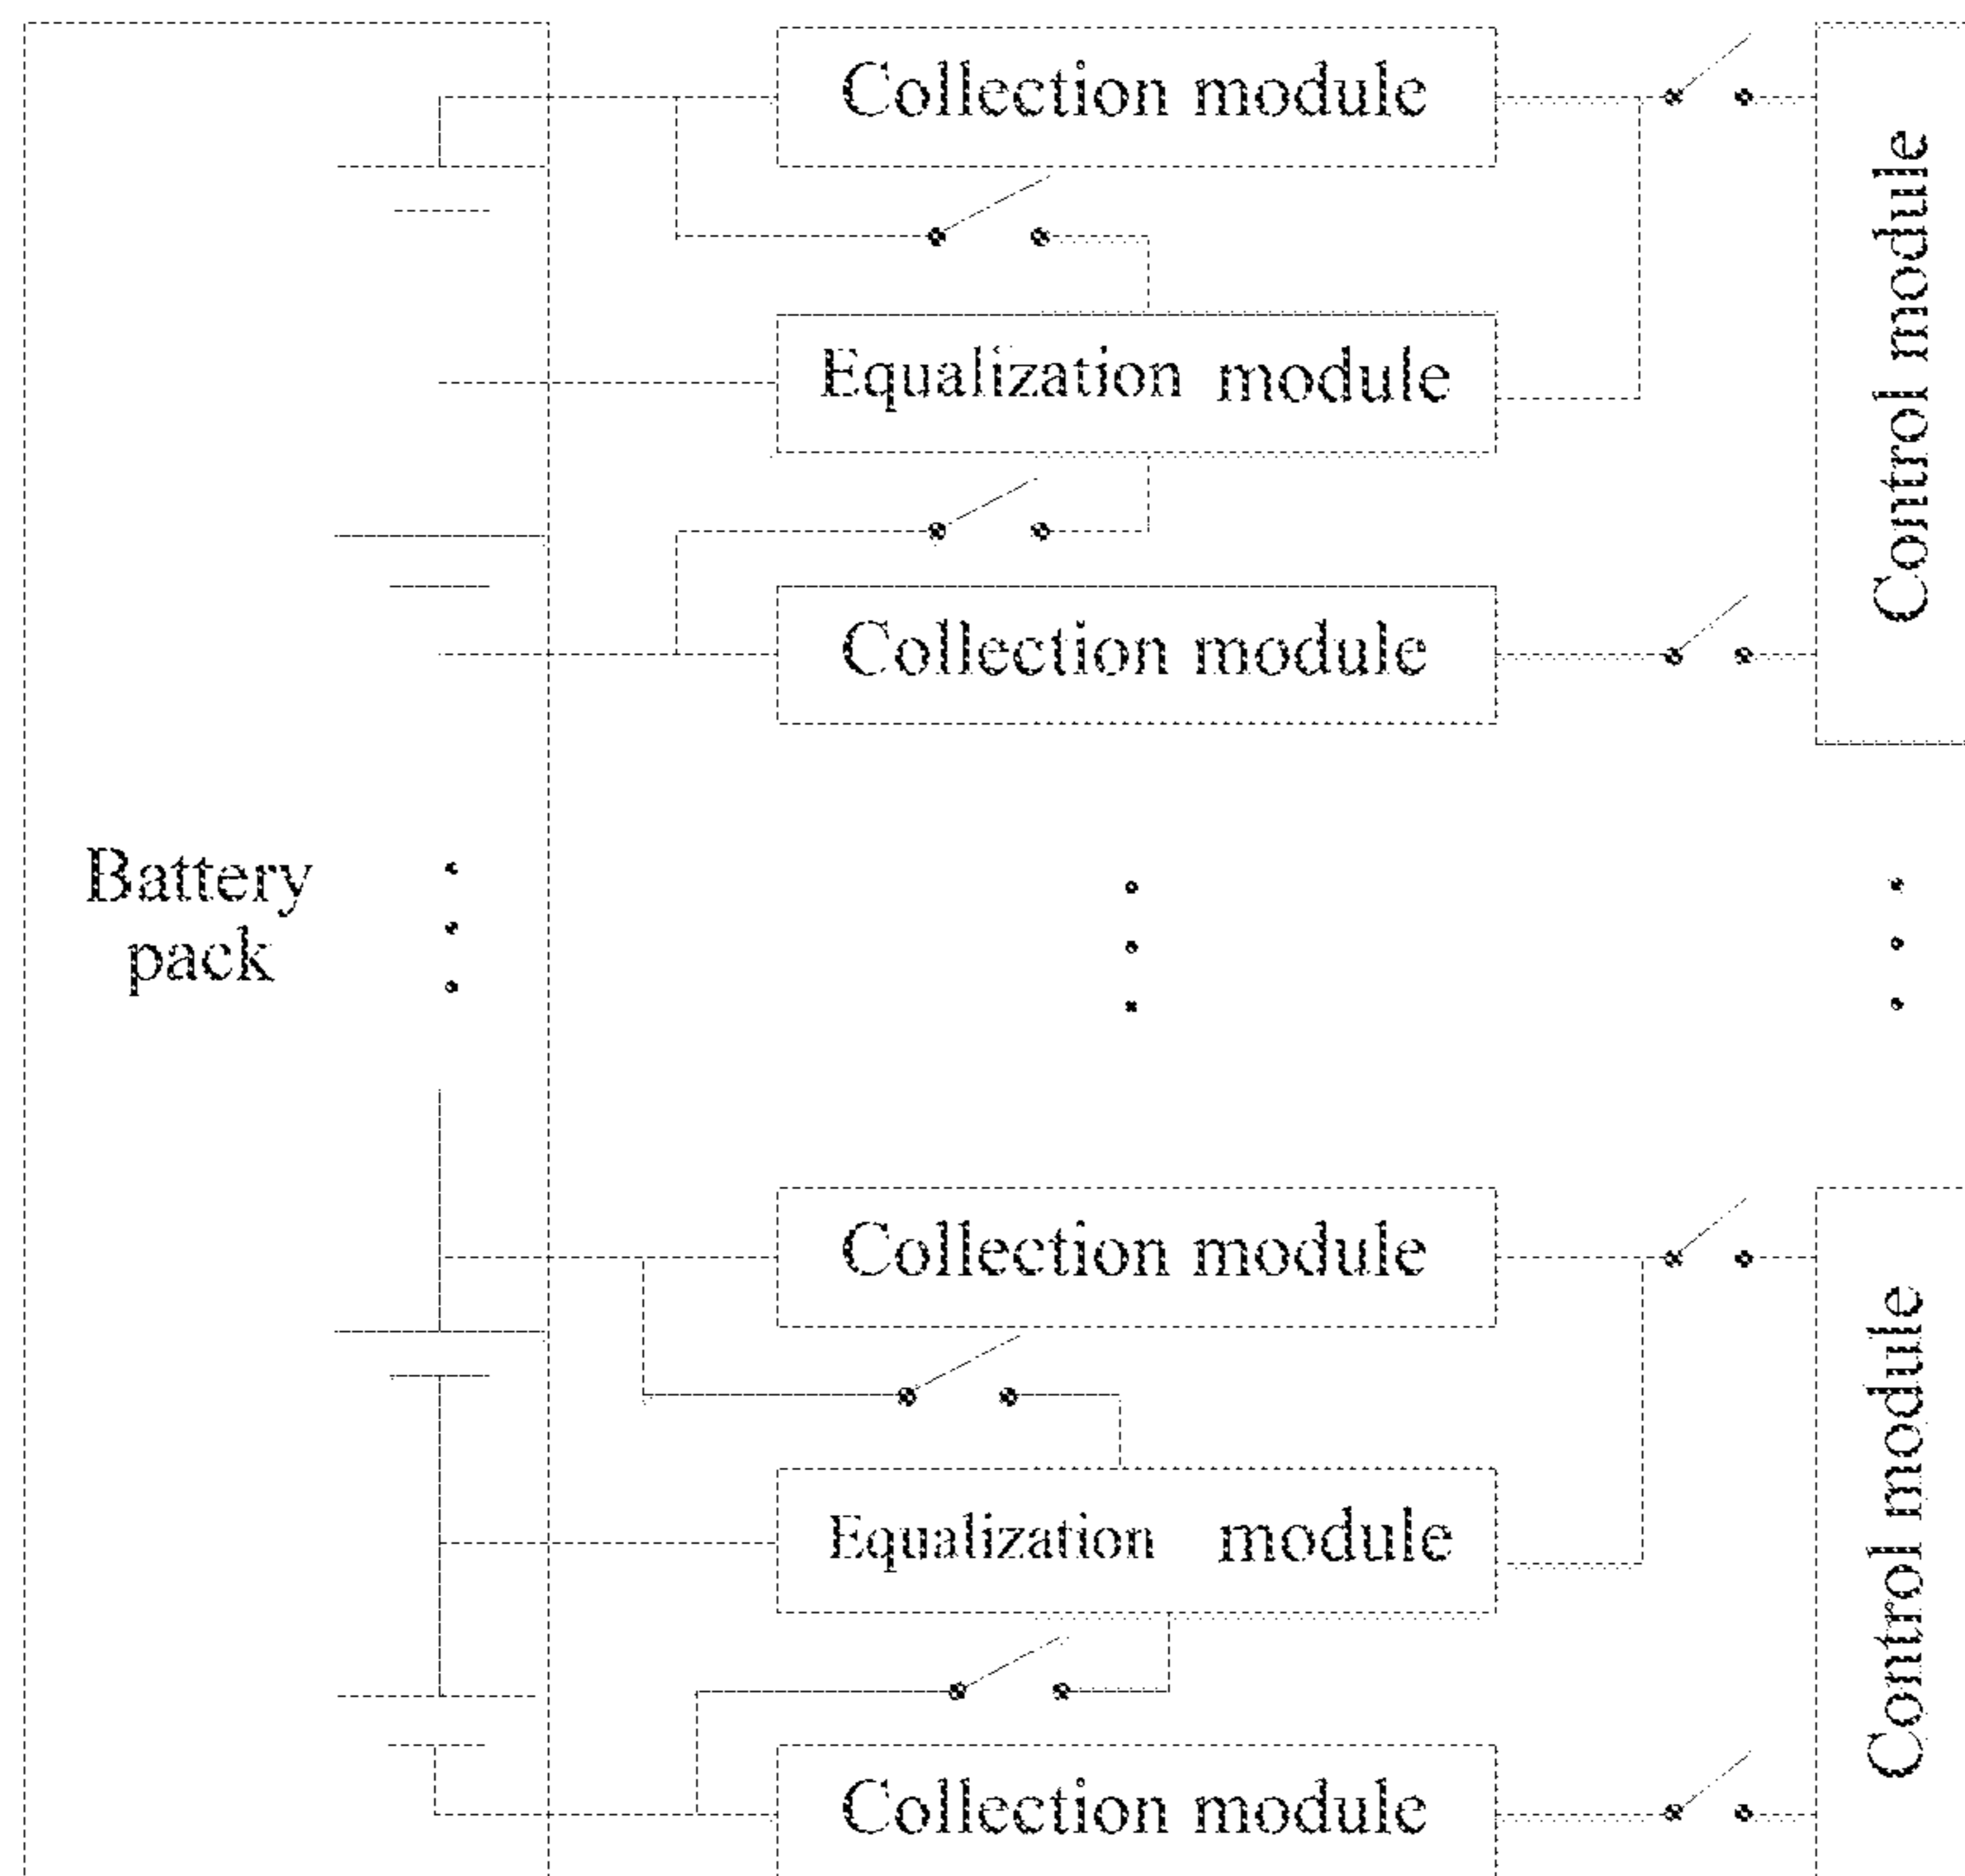 Collection module
Equalization module
Collection module
Control module
Battery
pack
Collection module
Equalization module
Collection module
Control module